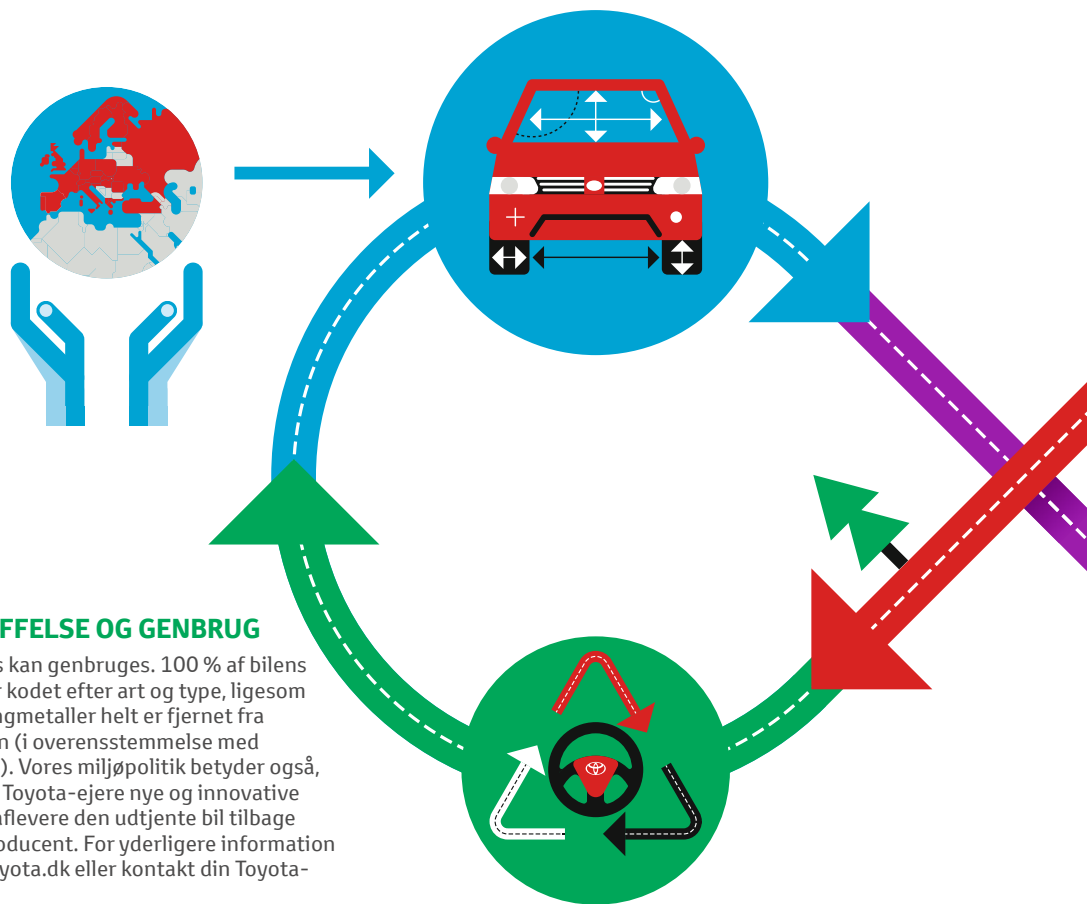 FFELSE OG GENBRUG
s kan genbruges. 100 % af bilens
r kodet efter art og type, ligesom
ngmetaller helt er fjernet fra
n (i overensstemmelse med
). Vores miljøpolitik betyder også,
Toyota-ejere nye og innovative
aflevere den udtjente bil tilbage
oducent. For yderligere information
yota.dk eller kontakt din Toyota-